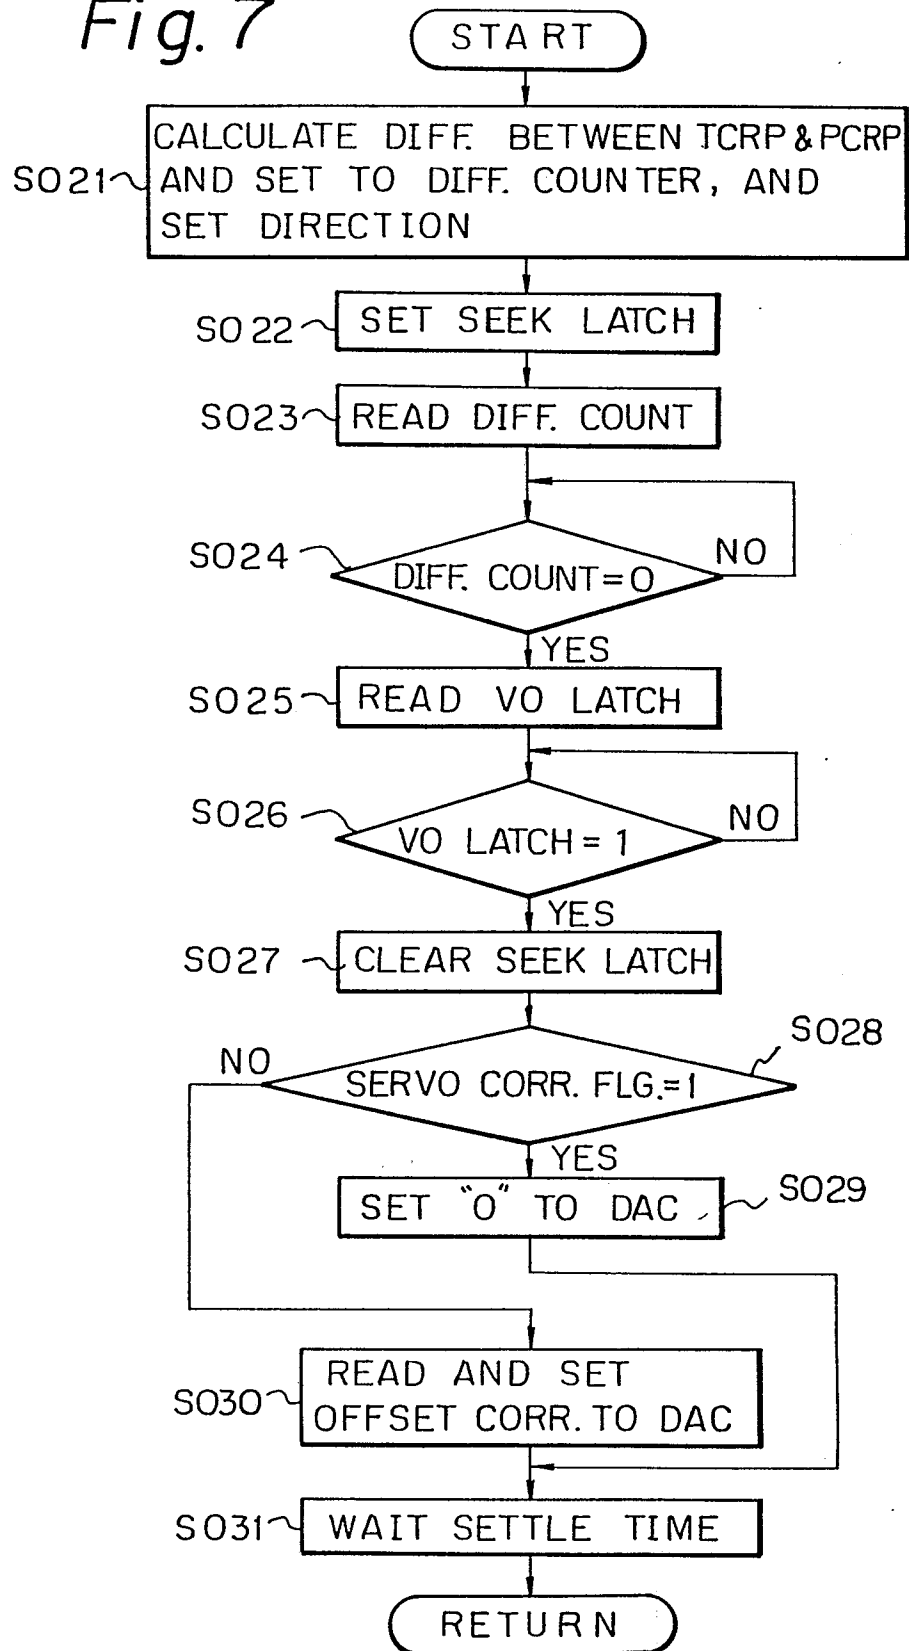 Fig. 7
START
CALCULATE DIFF. BETWEEN TCRP & PCRP
AND SET TO DIFF. COUNTER, AND
SET DIRECTION
S021
SET SEEK LATCH
S022
READ DIFF. COUNT
S023
S024
DIFF. COUNT = 0
NO
YES
S025
READ VO LATCH
S026
VO LATCH = 1
NO
YES
S027
CLEAR SEEK LATCH
S028
NO
SERVO CORR. FLG. = 1
YES
SET "0" TO DAC
S029
READ AND SET
OFFSET CORR. TO DAC
S030
S031
WAIT SETTLE TIME
RETURN